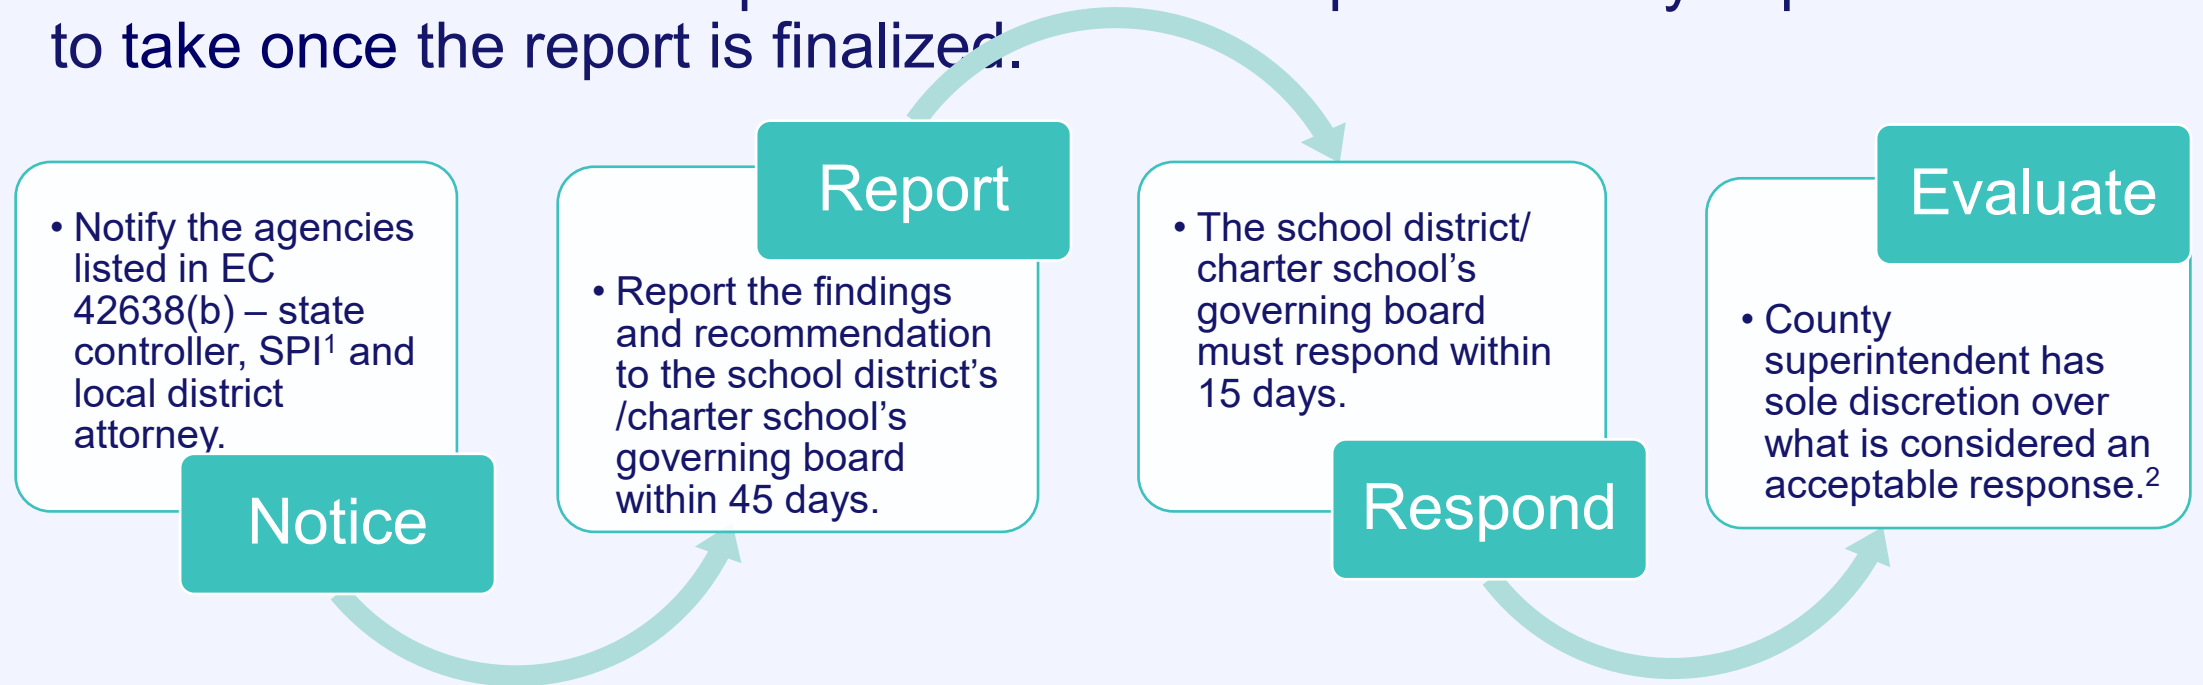 to take once the report is finalized.
• Notify the agencies
listed in EC
42638(b) – state
controller, SPI¹ and
local district
attorney.
Notice
Report
• Report the findings
and recommendation
to the school district’s
/charter school’s
governing board
within 45 days.
• The school district/
charter school’s
governing board
must respond within
15 days.
Respond
Evaluate
• County
superintendent has
sole discretion over
what is considered an
acceptable response.²